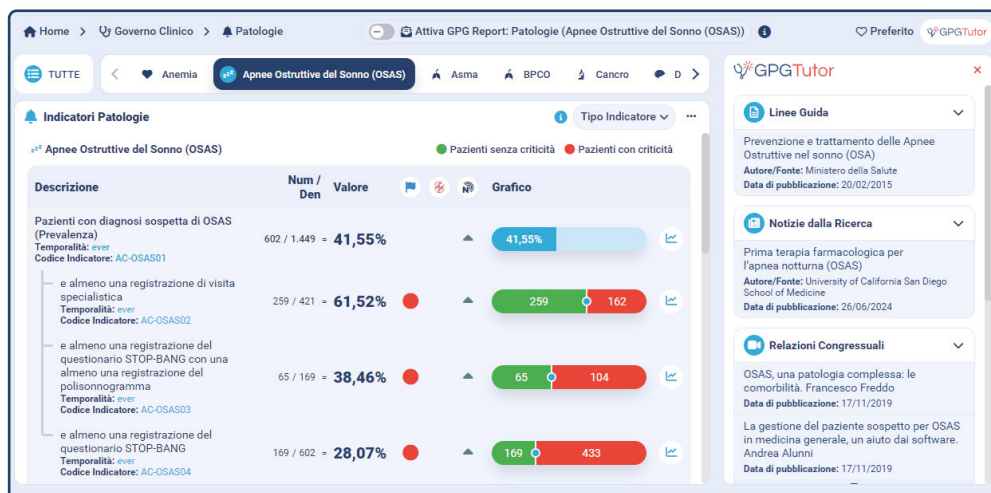 Home > Governo Clinico > Patologie
Attiva GPG Report: Patologie (Apnee Ostruttive del Sonno (OSAS))
Preferito
GPGTutor
TUTTE
Anemia
Apnee Ostruttive del Sonno (OSAS)
Asma
BPCO
Cancro
D
Indicatori Patologie
Tipo Indicatore
Apnee Ostruttive del Sonno (OSAS)
Pazienti senza criticità
Pazienti con criticità
Descrizione
Num /
Den
Valore
Grafico
Pazienti con diagnosi sospetta di OSAS
(Prevalenza)
Temporalità: ever
Codice Indicatore: AC-OSAS01
602 / 1.449 = 41,55%
41,55%
e almeno una registrazione di visita
specialistica
Temporalità: ever
Codice Indicatore: AC-OSAS02
259 / 421 = 61,52%
259
162
e almeno una registrazione del
questionario STOP-BANG con una
almeno una registrazione del
polisonnogramma
Temporalità: ever
Codice Indicatore: AC-OSAS03
65 / 169 = 38,46%
65
104
e almeno una registrazione del
questionario STOP-BANG
Temporalità: ever
Codice Indicatore: AC-OSAS04
169 / 602 = 28,07%
169
433
GPGTutor
Linee Guida
Prevenzione e trattamento delle Apnee
Ostruttive nel sonno (OSA)
Autore/Fonte: Ministero della Salute
Data di pubblicazione: 20/02/2015
Notizie dalla Ricerca
Prima terapia farmacologica per
l'apnea notturna (OSAS)
Autore/Fonte: University of California San Diego
School of Medicine
Data di pubblicazione: 26/06/2024
Relazioni Congressuali
OSAS, una patologia complessa: le
comorbilità. Francesco Freddo
Data di pubblicazione: 17/11/2019
La gestione del paziente sospetto per OSAS
in medicina generale, un aiuto dai software.
Andrea Alunni
Data di pubblicazione: 17/11/2019